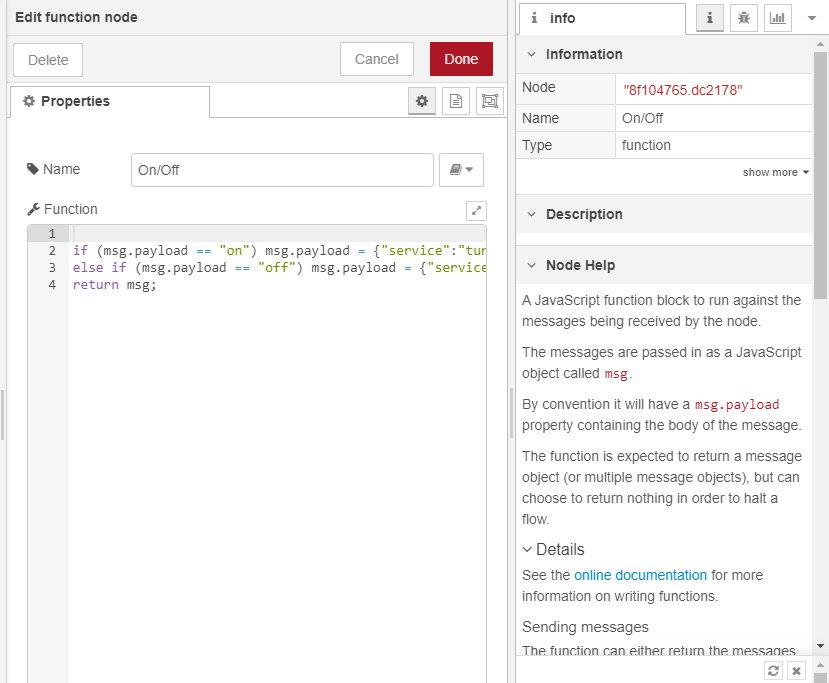 Edit function node
Delete
Cancel
Done
Properties
Name
On/Off
Function
1
2 if (msg.payload == "on") msg.payload = {"service":"tur
3 else if (msg.payload == "off") msg.payload = {"service
4 return msg;
info
Information
Node "8f104765.dc2178"
Name On/Off
Type function
show more
Description
Node Help
A JavaScript function block to run against the
messages being received by the node.
The messages are passed in as a JavaScript
object called msg.
By convention it will have a msg.payload
property containing the body of the message.
The function is expected to return a message
object (or multiple message objects), but can
choose to return nothing in order to halt a
flow.
Details
See the online documentation for more
information on writing functions.
Sending messages
The function can either return the messages